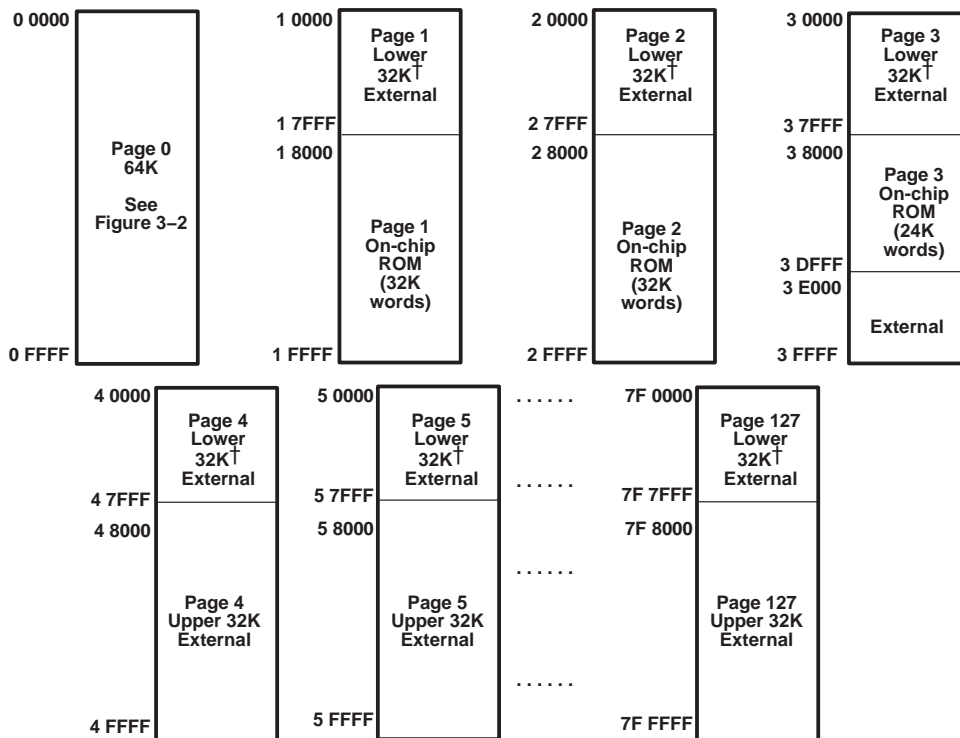 0 0000
Page 0
64K
See
Figure 3–2
0 FFFF
1 0000
Page 1
Lower
32K†
External
1 7FFF
1 8000
Page 1
On-chip
ROM
(32K
words)
1 FFFF
2 0000
Page 2
Lower
32K†
External
2 7FFF
2 8000
Page 2
On-chip
ROM
(32K
words)
2 FFFF
3 0000
Page 3
Lower
32K†
External
3 7FFF
3 8000
Page 3
On-chip
ROM
(24K
words)
3 DFFF
3 E000
External
3 FFFF
4 0000
Page 4
Lower
32K†
External
4 7FFF
4 8000
Page 4
Upper 32K
External
4 FFFF
5 0000
Page 5
Lower
32K†
External
5 7FFF
5 8000
Page 5
Upper 32K
External
5 FFFF
. . . . . .
. . . . . .
. . . . . .
. . . . . .
7F 0000
Page 127
Lower
32K†
External
7F 7FFF
7F 8000
Page 127
Upper 32K
External
7F FFFF